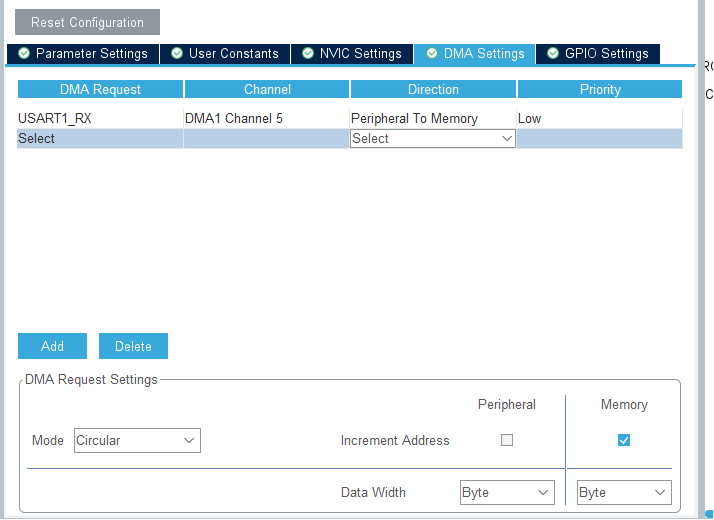 Reset Configuration
Parameter Settings User Constants NVIC Settings DMA Settings GPIO Settings
DMA Request Channel Direction Priority
USART1_RX DMA1 Channel 5 Peripheral To Memory Low
Select Select
Add Delete
DMA Request Settings
Peripheral Memory
Mode Circular Increment Address
Data Width Byte Byte